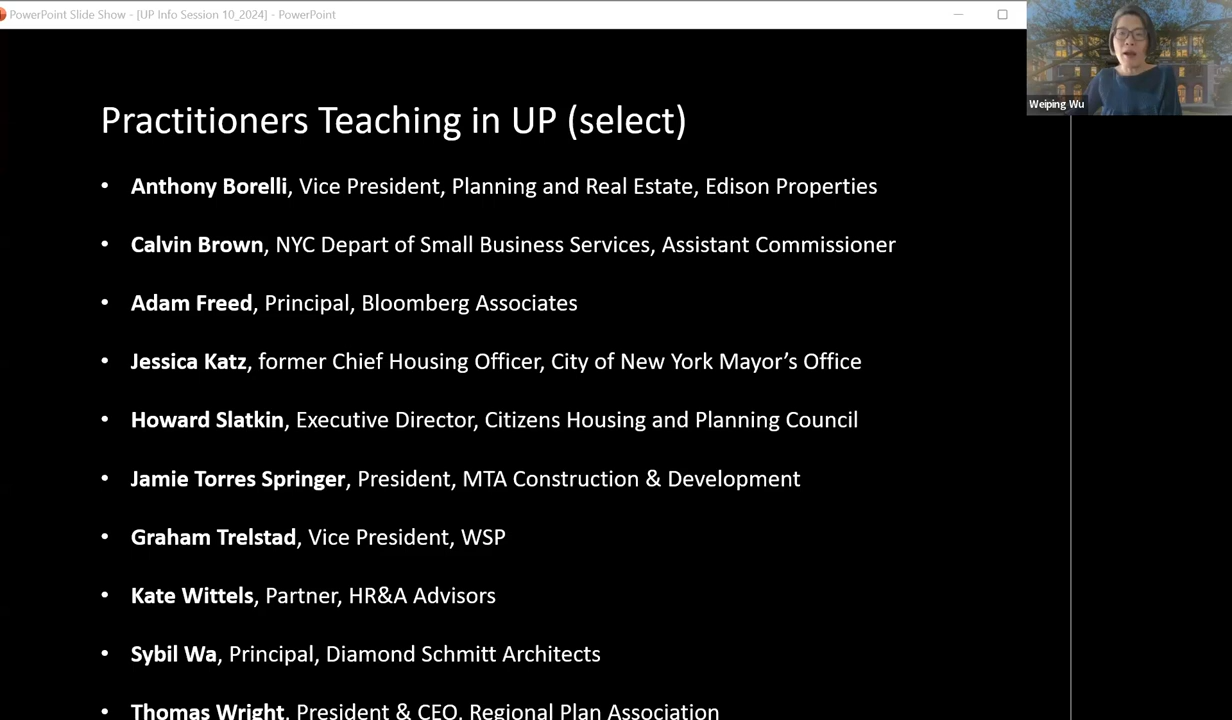 PowerPoint Slide Show - [UP Info Session 10_2024] - PowerPoint
Weiping Wu
Practitioners Teaching in UP (select)
• Anthony Borelli, Vice President, Planning and Real Estate, Edison Properties
• Calvin Brown, NYC Depart of Small Business Services, Assistant Commissioner
• Adam Freed, Principal, Bloomberg Associates
• Jessica Katz, former Chief Housing Officer, City of New York Mayor’s Office
• Howard Slatkin, Executive Director, Citizens Housing and Planning Council
• Jamie Torres Springer, President, MTA Construction & Development
• Graham Trelstad, Vice President, WSP
• Kate Wittels, Partner, HR&A Advisors
• Sybil Wa, Principal, Diamond Schmitt Architects
• Thomas Wright, President & CEO, Regional Plan Association